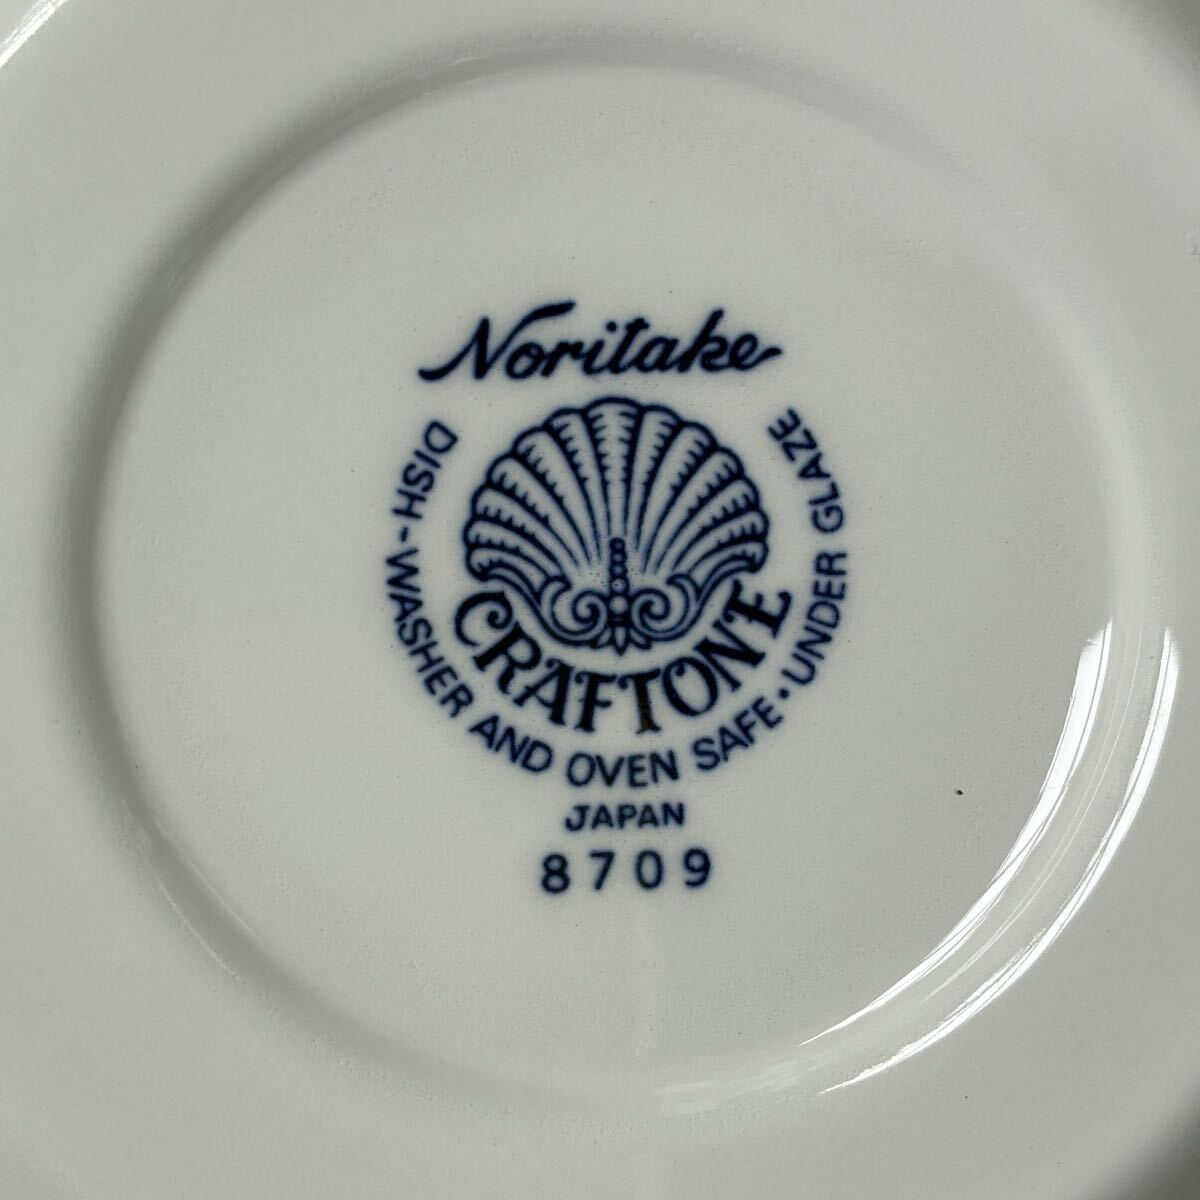 Noritake
CRAFTONE
DISH-WASHER AND OVEN SAFE·UNDER GLAZE
JAPAN
8709